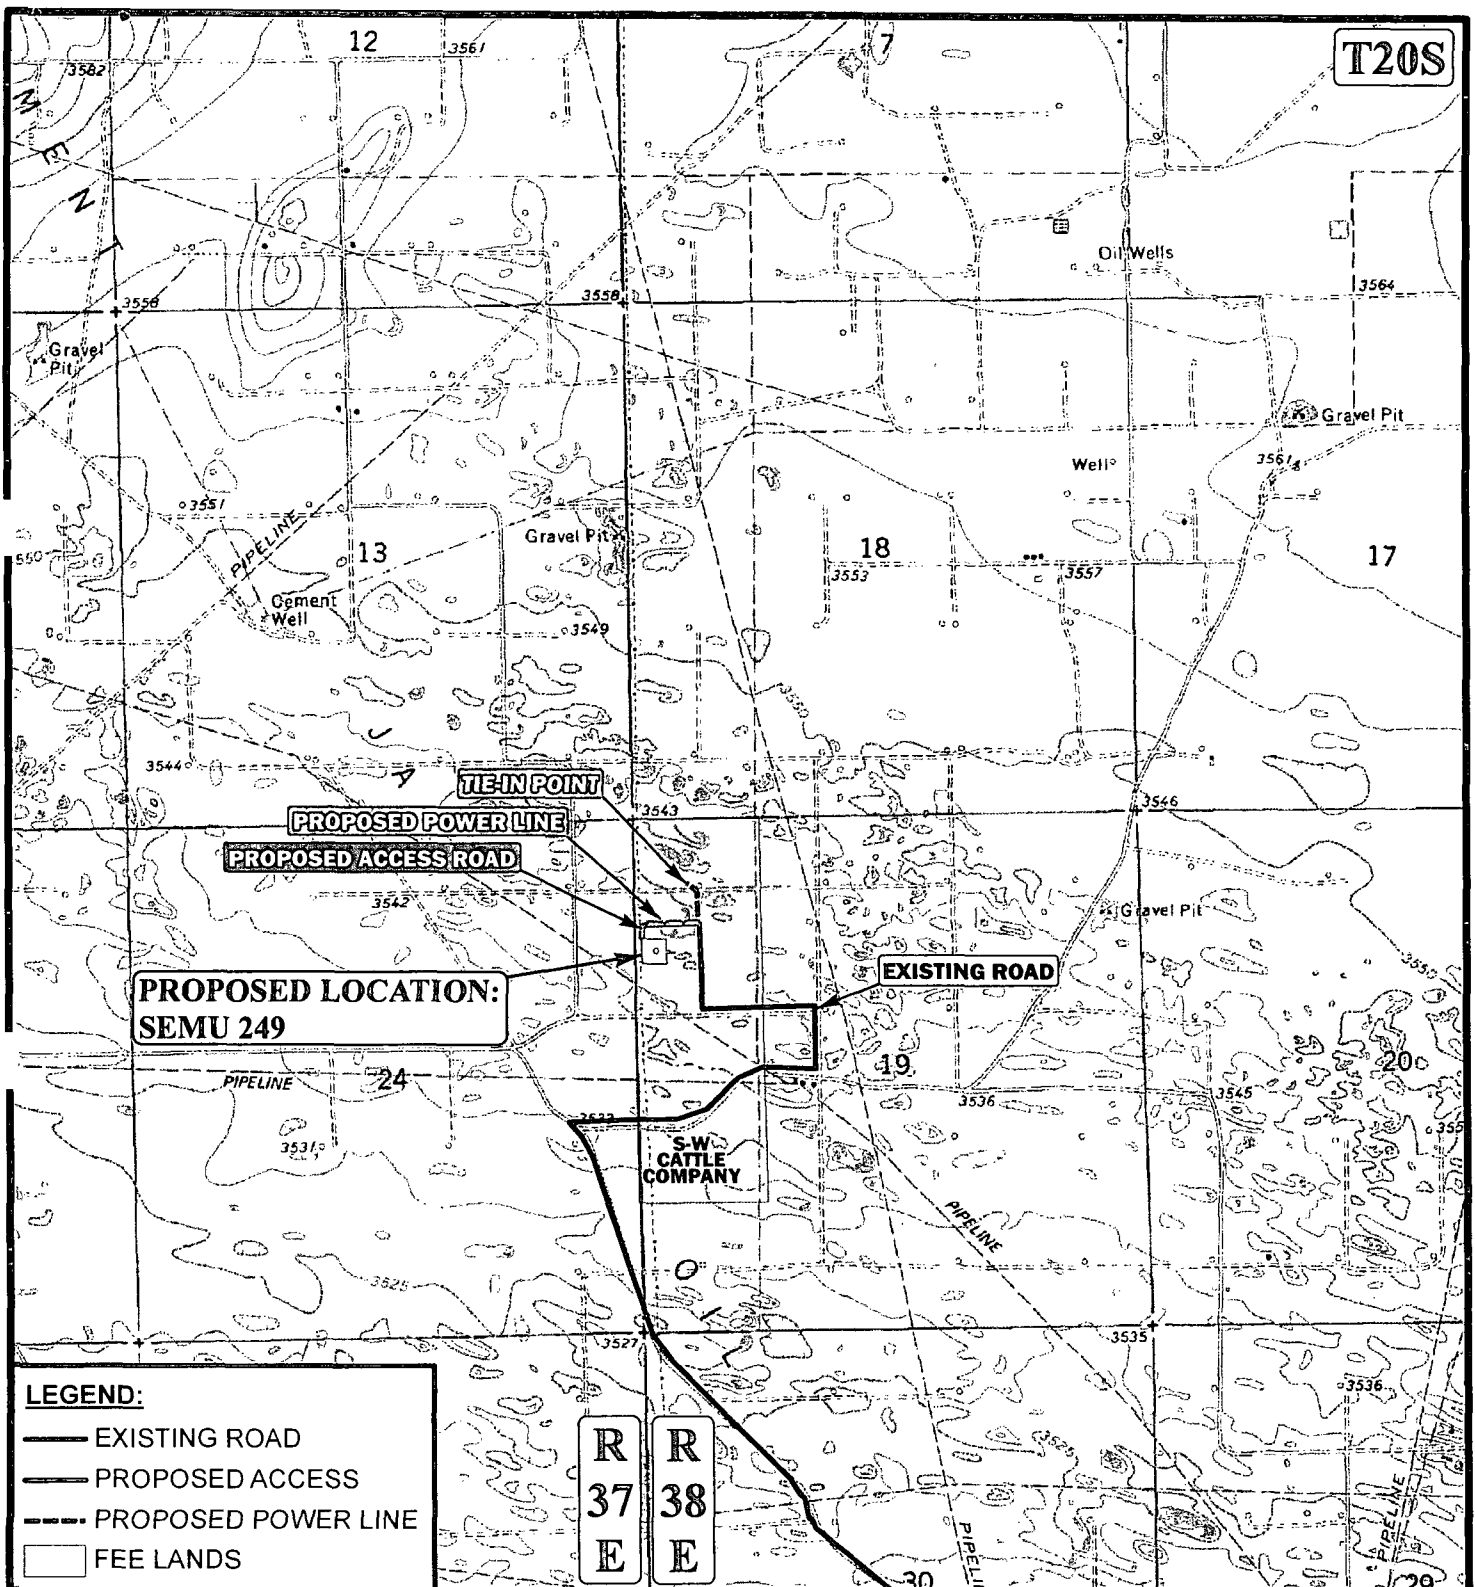 12
3561
7
T20S
3582
M
E
N
T
Oil Wells
3558
3558
3564
Gravel
Pit
Gravel Pit
Well
3561
3551
PIPELINE
13
Gravel Pit
18
17
3553
3557
Cement
Well
3549
3550
J
A
3544
TIE-IN POINT
3546
3543
PROPOSED POWER LINE
PROPOSED ACCESS ROAD
3542
Gravel Pit
3550
EXISTING ROAD
PROPOSED LOCATION:
SEMU 249
19
20
PIPELINE
24
3536
3545
3533
3531
S-W
CATTLE
COMPANY
PIPELINE
O
I
L
3525
3527
3535
3536
3525
LEGEND:
EXISTING ROAD
PROPOSED ACCESS
PROPOSED POWER LINE
FEE LANDS
R
37
E
R
38
E
PIPELINE
30
PIPELINE
29